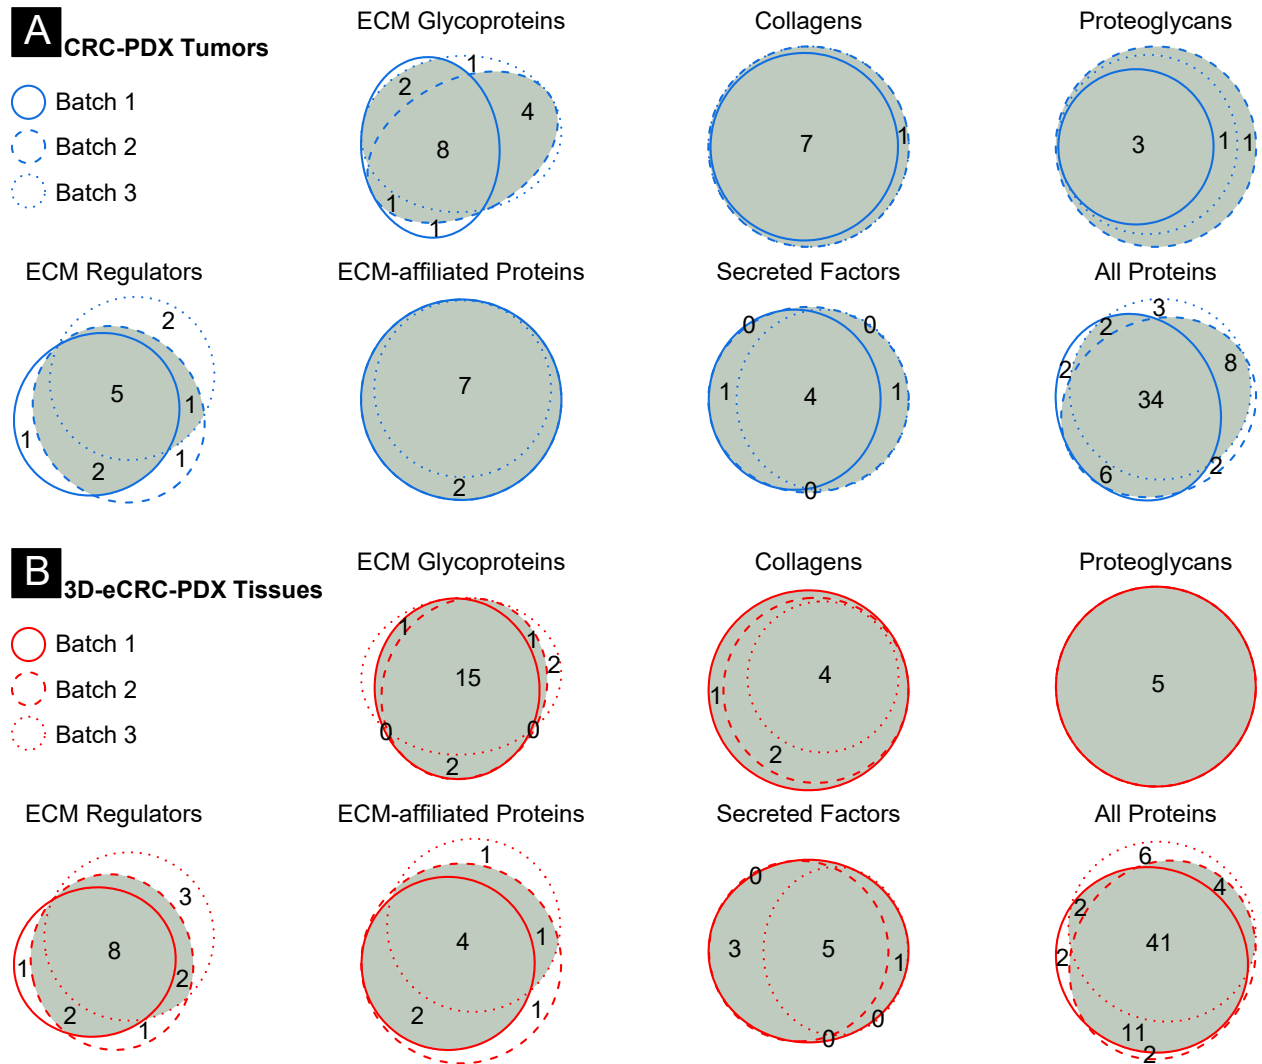 A
CRC-PDX Tumors
Batch 1
Batch 2
Batch 3
ECM Glycoproteins
1
2
4
8
1
1
Collagens
7
1
Proteoglycans
3
1
1
ECM Regulators
2
5
1
1
1
2
ECM-affiliated Proteins
7
2
Secreted Factors
0
0
1
4
1
0
All Proteins
3
2
2
8
34
6
2
B
3D-eCRC-PDX Tissues
Batch 1
Batch 2
Batch 3
ECM Glycoproteins
1
1
2
15
0
0
2
Collagens
4
1
2
Proteoglycans
5
ECM Regulators
3
8
1
2
2
1
ECM-affiliated Proteins
1
4
1
2
1
Secreted Factors
0
3
5
1
0
0
All Proteins
6
4
2
41
2
11
2